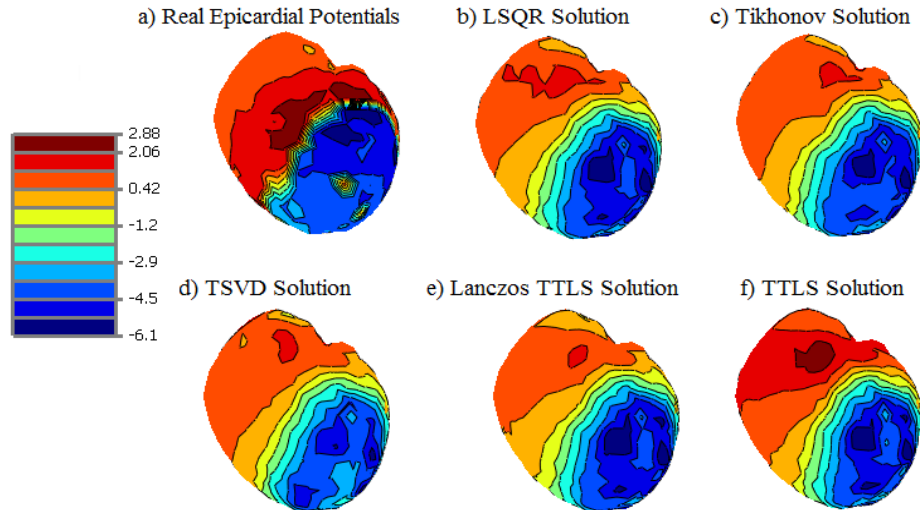 a) Real Epicardial Potentials
b) LSQR Solution
c) Tikhonov Solution
2.88
2.06
0.42
-1.2
-2.9
-4.5
-6.1
d) TSVD Solution
e) Lanczos TTLS Solution
f) TTLS Solution